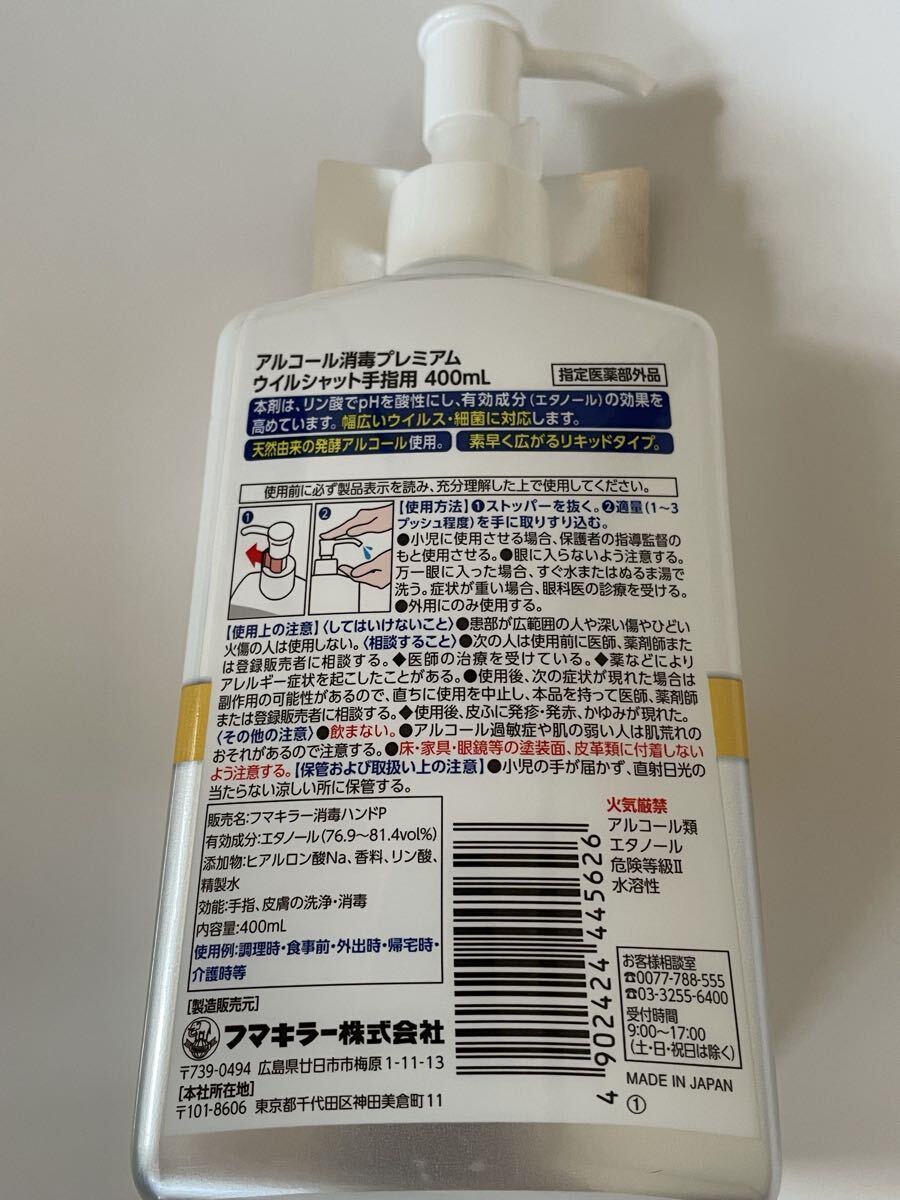 アルコール消毒プレミアム
ウイルシャット手指用 400mL
指定医薬部外品
本剤は、リン酸でpHを酸性にし、有効成分(エタノール)の効果を
高めています。幅広いウイルス・細菌に対応します。
天然由来の発酵アルコール使用。
素早く広がるリキッドタイプ。
使用前に必ず製品表示を読み、充分理解した上で使用してください。
❶
❷
【使用方法】❶ストッパーを抜く。❷適量(1〜3
プッシュ程度)を手に取りすり込む。
●小児に使用させる場合、保護者の指導監督の
もと使用させる。●眼に入らないよう注意する。
万一眼に入った場合、すぐ水またはぬるま湯で
洗う。症状が重い場合、眼科医の診療を受ける。
●外用にのみ使用する。
【使用上の注意】〈してはいけないこと〉●患部が広範囲の人や深い傷やひどい
火傷の人は使用しない。〈相談すること〉●次の人は使用前に医師、薬剤師また
は登録販売者に相談する。◆医師の治療を受けている。◆薬などにより
アレルギー症状を起こしたことがある。●使用後、次の症状が現れた場合は
副作用の可能性があるので、直ちに使用を中止し、本品を持って医師、薬剤師
または登録販売者に相談する。◆使用後、皮ふに発疹・発赤、かゆみが現れた。
〈その他の注意〉●飲まない。●アルコール過敏症や肌の弱い人は肌荒れの
おそれがあるので注意する。●床・家具・眼鏡等の塗装面、皮革類に付着しない
よう注意する。【保管および取扱い上の注意】●小児の手が届かず、直射日光の
当たらない涼しい所に保管する。
販売名:フマキラー消毒ハンドP
有効成分:エタノール(76.9〜81.4vol%)
添加物:ヒアルロン酸Na、香料、リン酸、
精製水
効能:手指、皮膚の洗浄・消毒
内容量:400mL
使用例:調理時・食事前・外出時・帰宅時・
介護時等
火気厳禁
アルコール類
エタノール
危険等級Ⅱ
水溶性
4 902424 445626
お客様相談室
☎0077-788-555
☎03-3255-6400
受付時間
9:00〜17:00
(土・日・祝日は除く)
MADE IN JAPAN
①
[製造販売元]
フマキラー株式会社
〒739-0494 広島県廿日市市梅原1-11-13
[本社所在地]
〒101-8606 東京都千代田区神田美倉町11